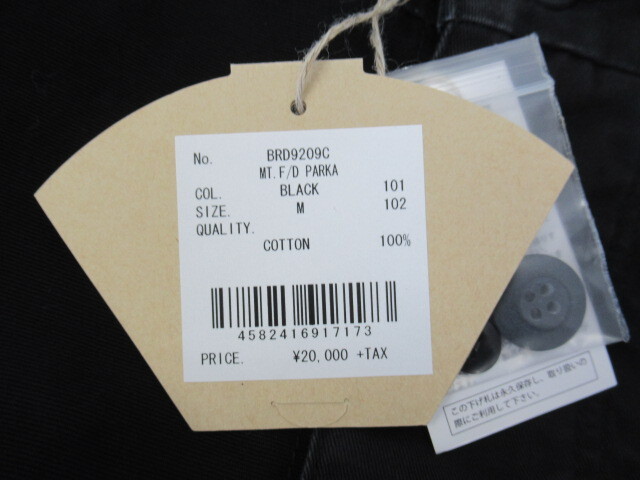 No. BRD9209C
MT.F/D PARKA
COL. BLACK 101
SIZE. M 102
QUALITY.
COTTON 100%
4582416917173
PRICE. ¥20,000 +TAX
この下げ札は永久保存し、取り扱いの
際にご利用して下さい。